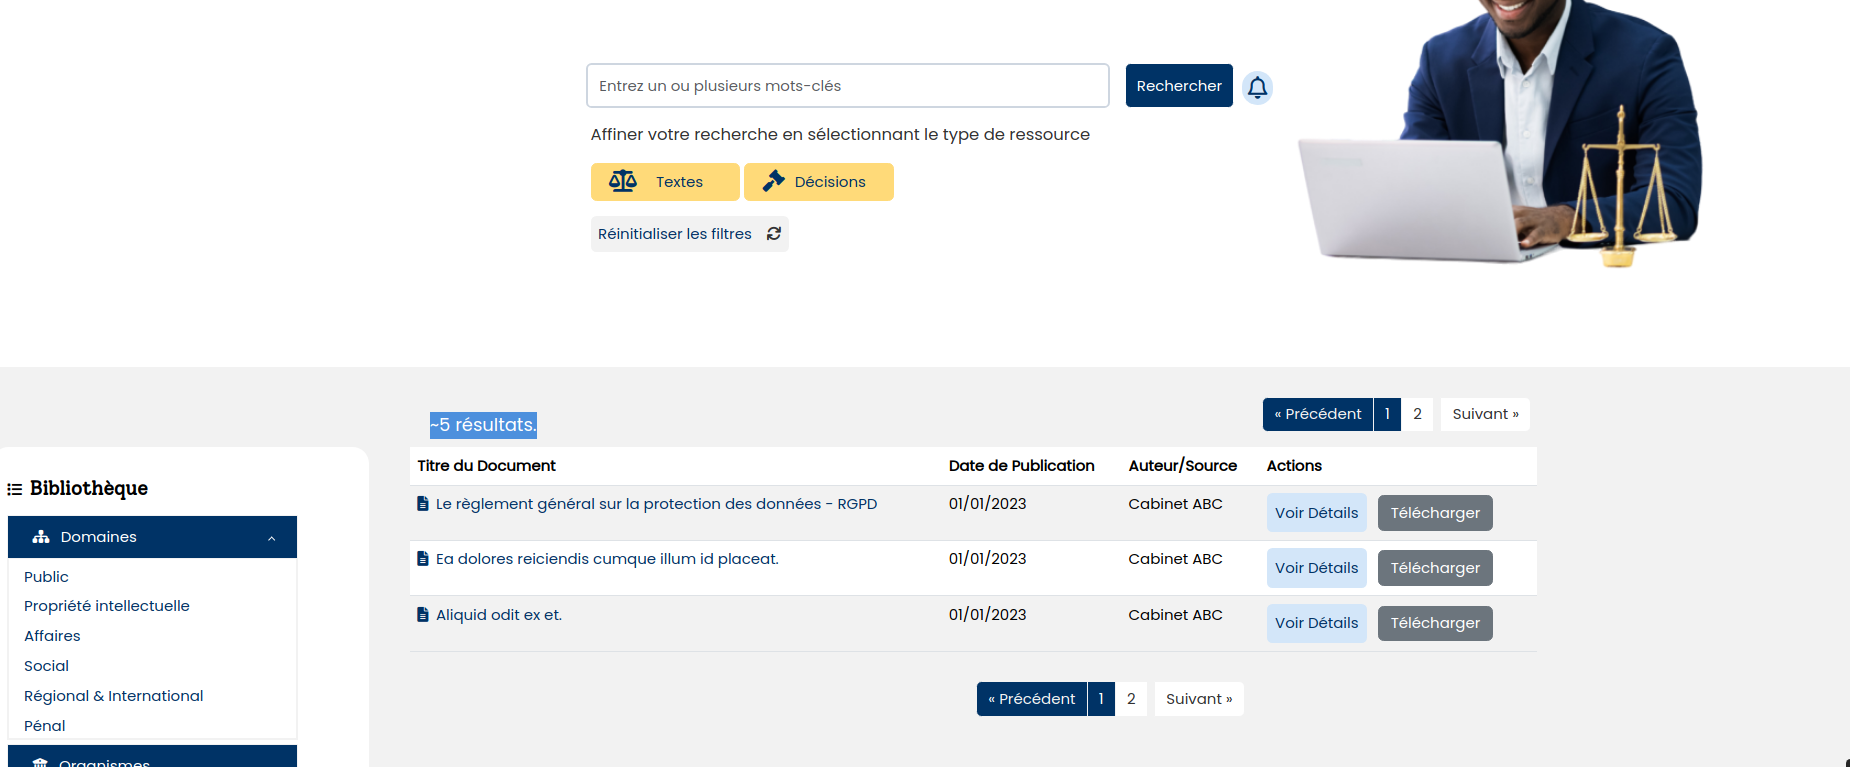 Entrez un ou plusieurs mots-clés
Rechercher
Affiner votre recherche en sélectionnant le type de ressource
Textes
Décisions
Réinitialiser les filtres
~5 résultats.
« Précédent 1 2 Suivant »
Bibliothèque
Domaines
Public
Propriété intellectuelle
Affaires
Social
Régional & International
Pénal
Organismes
Titre du Document Date de Publication Auteur/Source Actions
Le règlement général sur la protection des données - RGPD 01/01/2023 Cabinet ABC Voir Détails Télécharger
Ea dolores reiciendis cumque illum id placeat. 01/01/2023 Cabinet ABC Voir Détails Télécharger
Aliquid odit ex et. 01/01/2023 Cabinet ABC Voir Détails Télécharger
« Précédent 1 2 Suivant »